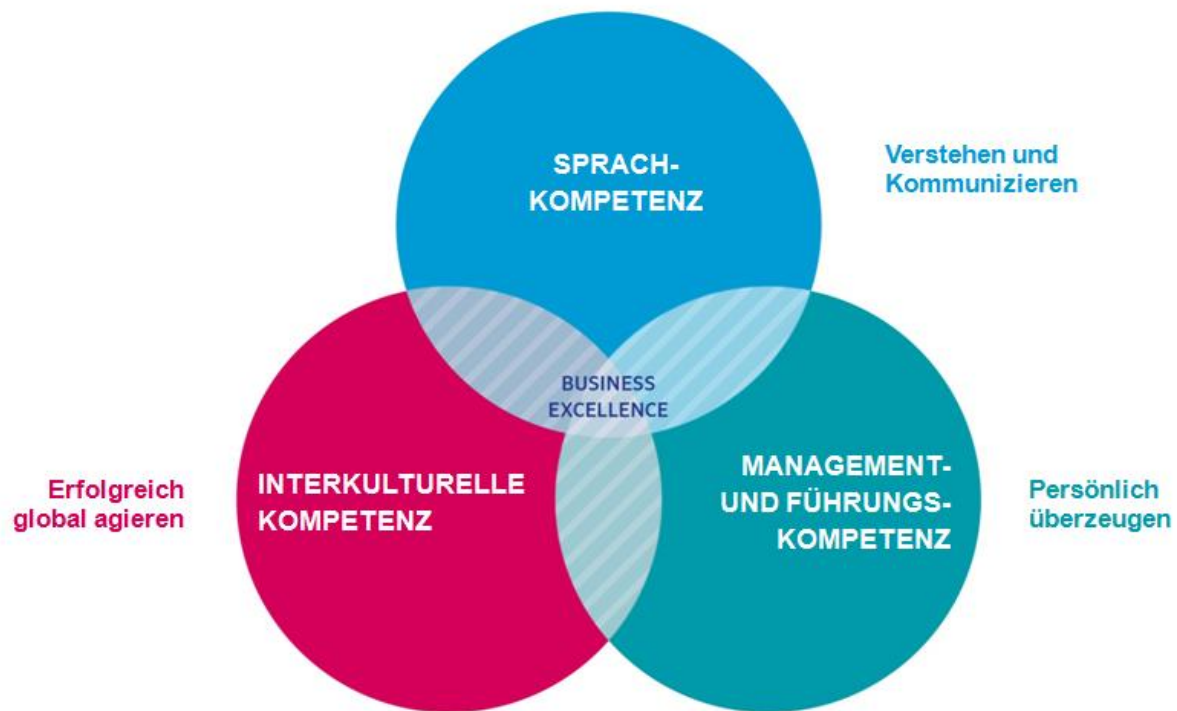 SPRACH-
KOMPETENZ
Verstehen und
Kommunizieren
BUSINESS
EXCELLENCE
Erfolgreich
global agieren
INTERKULTURELLE
KOMPETENZ
MANAGEMENT-
UND FÜHRUNGS-
KOMPETENZ
Persönlich
überzeugen